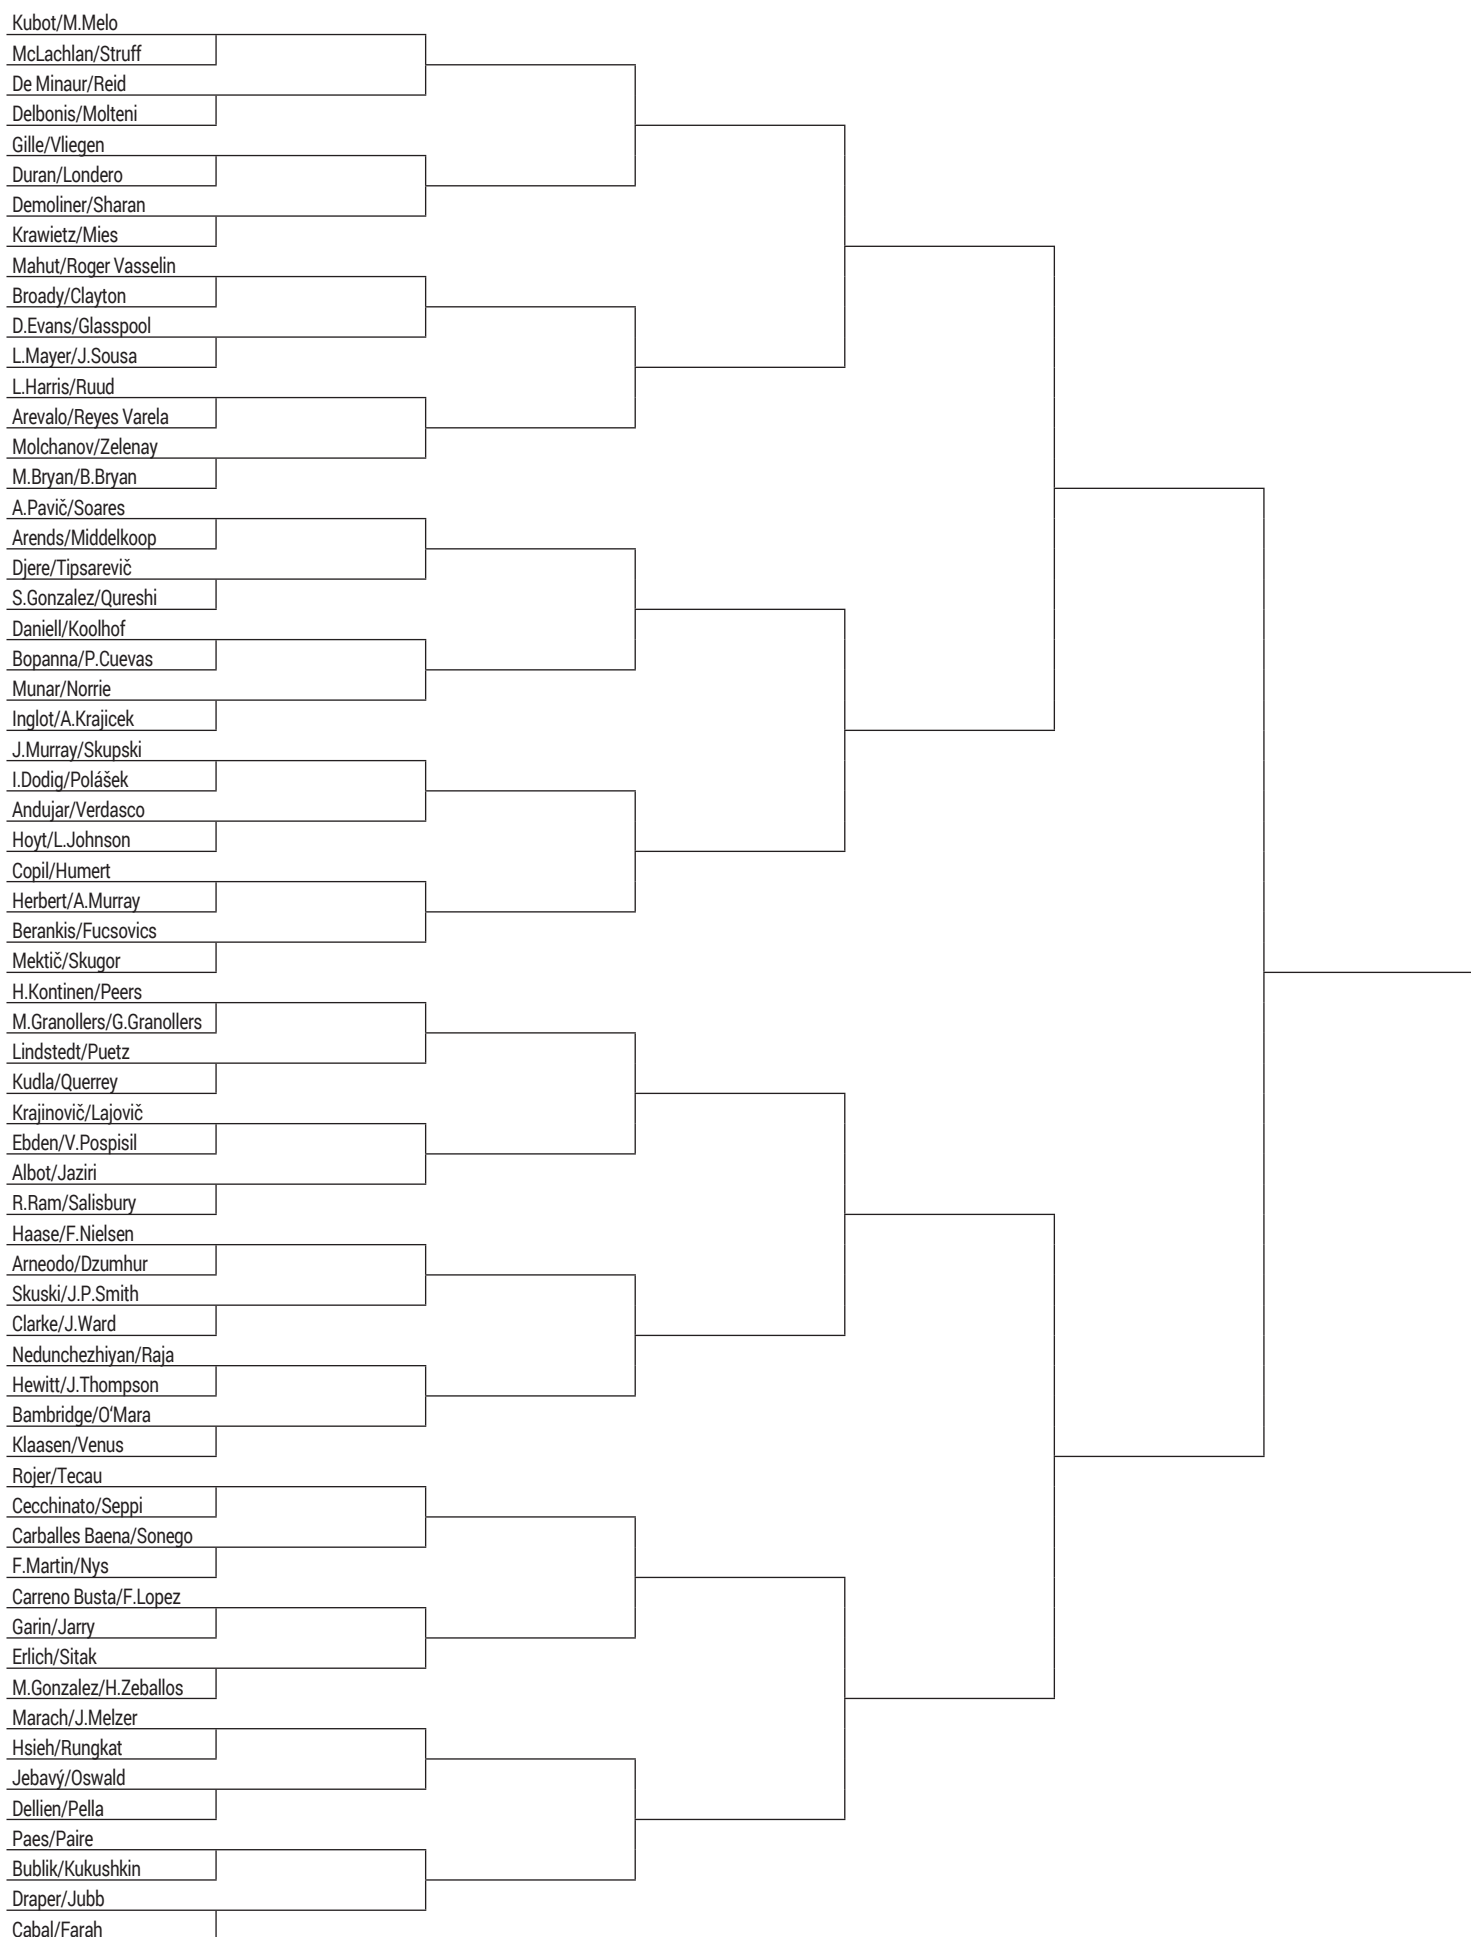 Kubot/M.Melo
McLachlan/Struff
De Minaur/Reid
Delbonis/Molteni
Gille/Vliegen
Duran/Londero
Demoliner/Sharan
Krawietz/Mies
Mahut/Roger Vasselin
Broady/Clayton
D.Evans/Glasspool
L.Mayer/J.Sousa
L.Harris/Ruud
Arevalo/Reyes Varela
Molchanov/Zelenay
M.Bryan/B.Bryan
A.Pavič/Soares
Arends/Middelkoop
Djere/Tipsarevič
S.Gonzalez/Qureshi
Daniell/Koolhof
Bopanna/P.Cuevas
Munar/Norrie
Inglot/A.Krajicek
J.Murray/Skupski
I.Dodig/Polášek
Andujar/Verdasco
Hoyt/L.Johnson
Copil/Humert
Herbert/A.Murray
Berankis/Fucsovics
Mektič/Skugor
H.Kontinen/Peers
M.Granollers/G.Granollers
Lindstedt/Puetz
Kudla/Querrey
Krajinovič/Lajovič
Ebden/V.Pospisil
Albot/Jaziri
R.Ram/Salisbury
Haase/F.Nielsen
Arneodo/Dzumhur
Skuski/J.P.Smith
Clarke/J.Ward
Nedunchezhiyan/Raja
Hewitt/J.Thompson
Bambridge/O‘Mara
Klaasen/Venus
Rojer/Tecau
Cecchinato/Seppi
Carballes Baena/Sonego
F.Martin/Nys
Carreno Busta/F.Lopez
Garin/Jarry
Erlich/Sitak
M.Gonzalez/H.Zeballos
Marach/J.Melzer
Hsieh/Rungkat
Jebavý/Oswald
Dellien/Pella
Paes/Paire
Bublik/Kukushkin
Draper/Jubb
Cabal/Farah